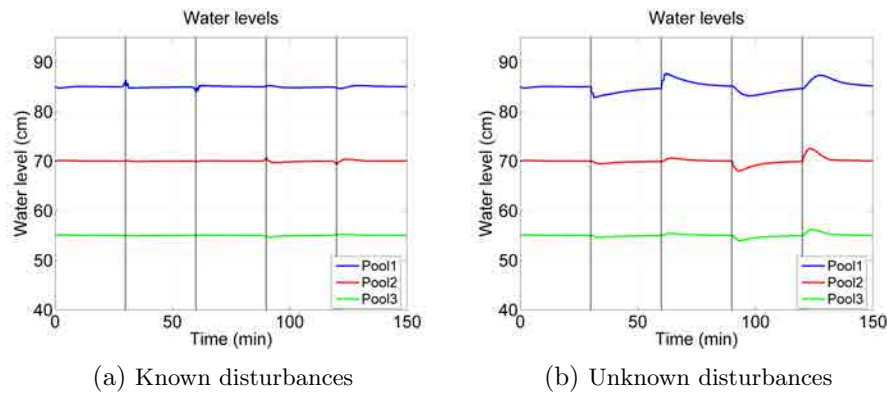 Water levels
Water level (cm)
90
80
70
60
50
40
0
50
100
150
Time (min)
Pool1
Pool2
Pool3
(a) Known disturbances
Water levels
Water level (cm)
90
80
70
60
50
40
0
50
100
150
Time (min)
Pool1
Pool2
Pool3
(b) Unknown disturbances